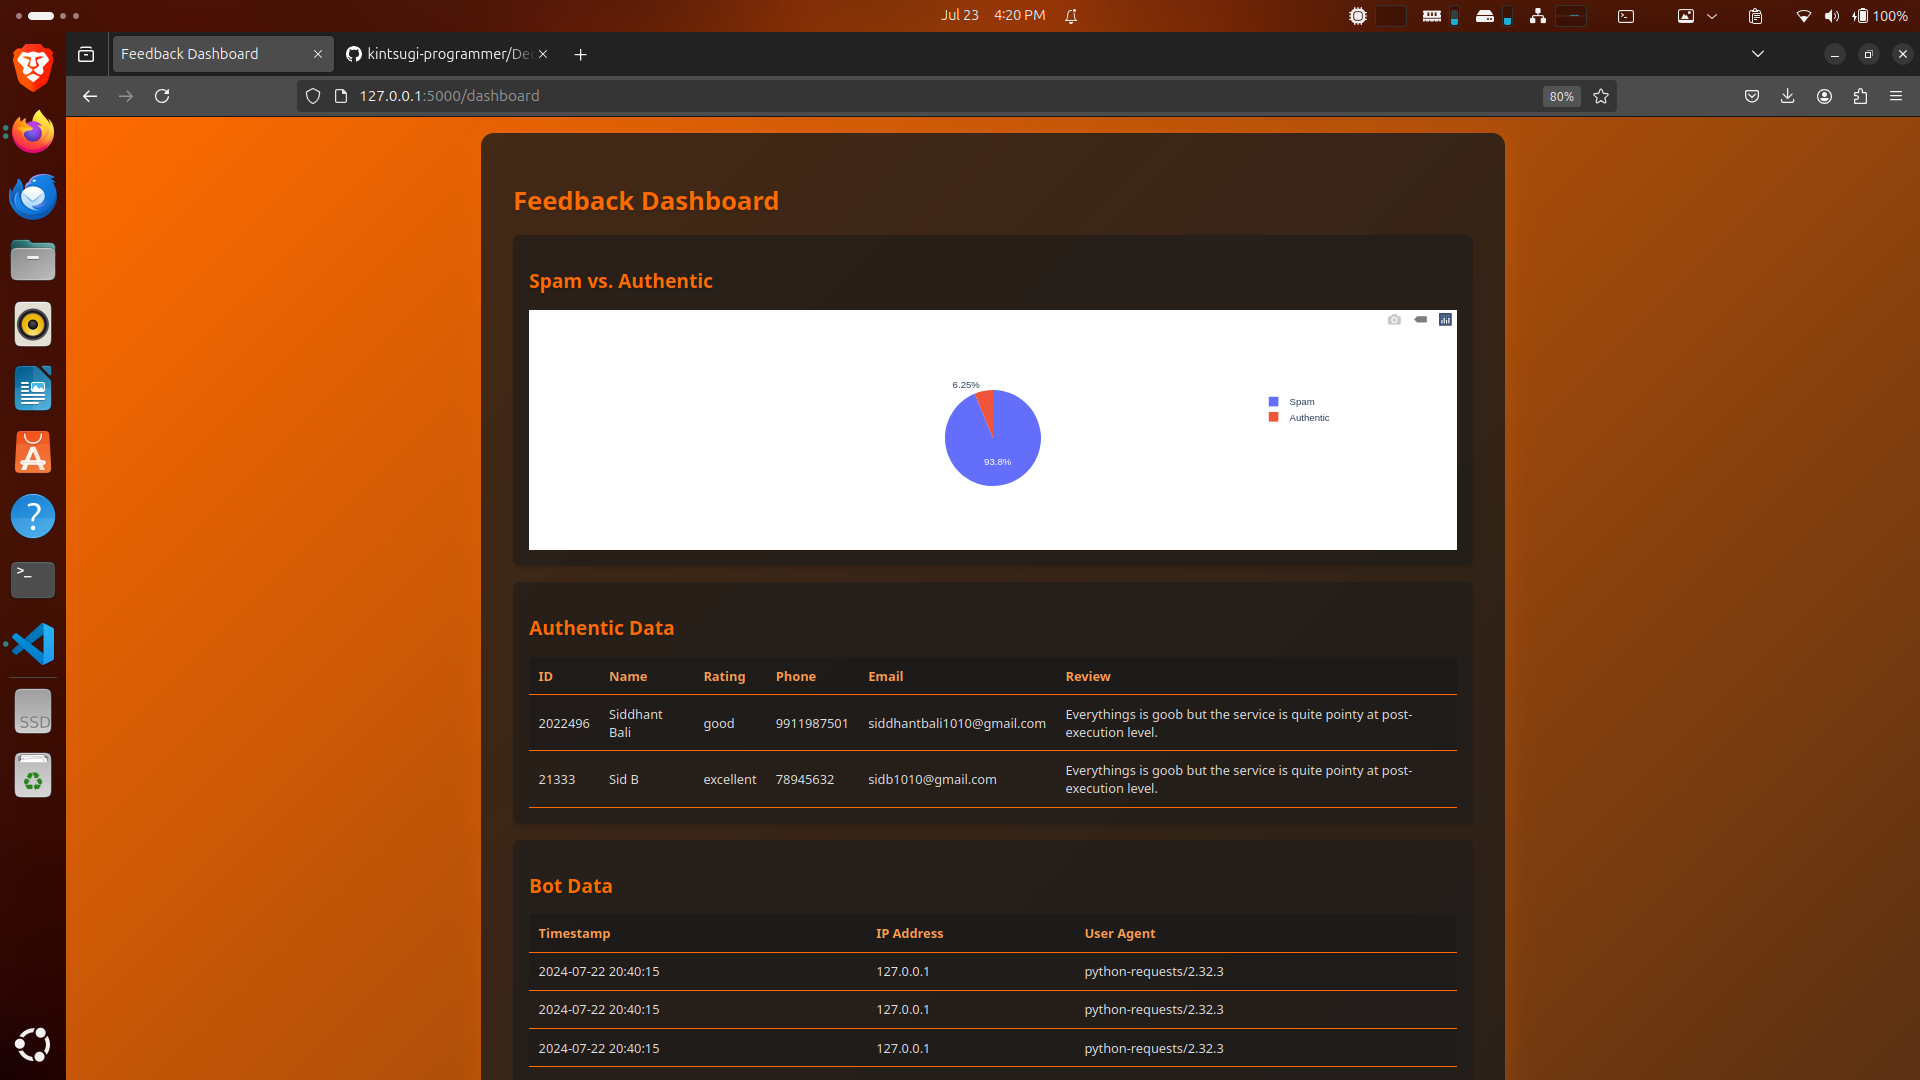 Jul 23 4:20 PM
100%
Feedback Dashboard
kintsugi-programmer/Dec
127.0.0.1:5000/dashboard
80%
Feedback Dashboard
Spam vs. Authentic
6.25%
93.8%
Spam
Authentic
Authentic Data
ID Name Rating Phone Email Review
2022496 Siddhant Bali good 9911987501 siddhantbali1010@gmail.com Everythings is goob but the service is quite pointy at post-
execution level.
21333 Sid B excellent 78945632 sidb1010@gmail.com Everythings is goob but the service is quite pointy at post-
execution level.
Bot Data
Timestamp IP Address User Agent
2024-07-22 20:40:15 127.0.0.1 python-requests/2.32.3
2024-07-22 20:40:15 127.0.0.1 python-requests/2.32.3
2024-07-22 20:40:15 127.0.0.1 python-requests/2.32.3
SSD